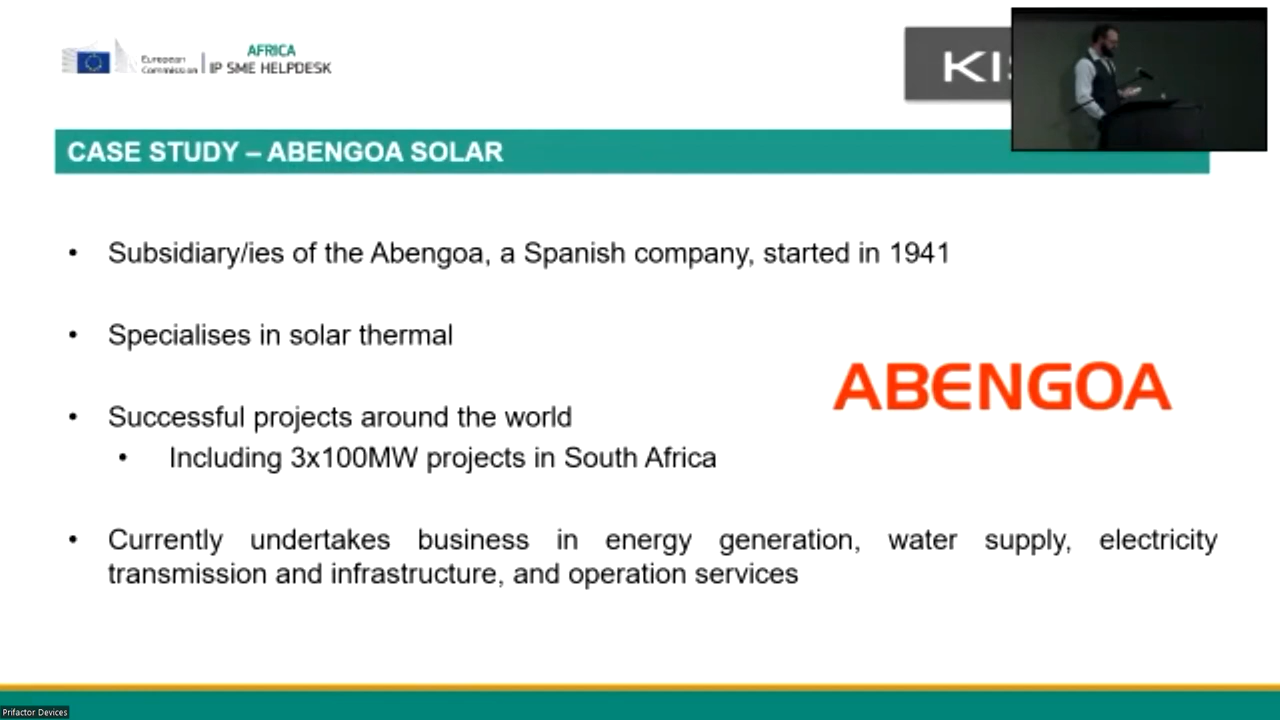 European
Commission
AFRICA
IP SME HELPDESK
CASE STUDY – ABENGOA SOLAR
• Subsidiary/ies of the Abengoa, a Spanish company, started in 1941
• Specialises in solar thermal
ABENGOA
• Successful projects around the world
• Including 3x100MW projects in South Africa
• Currently undertakes business in energy generation, water supply, electricity
transmission and infrastructure, and operation services
Prifactor Devices